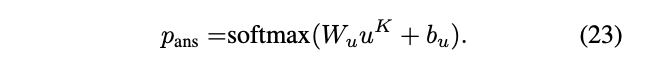 p_ans =softmax(W_u u^K + b_u). (23)